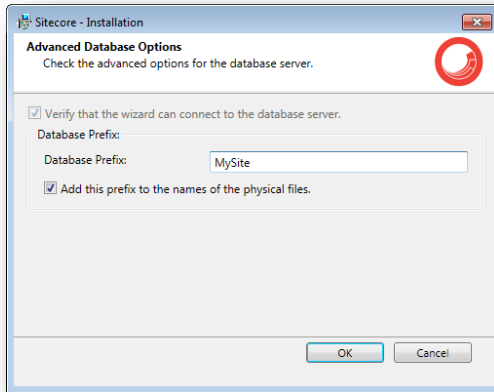 Sitecore - Installation
Advanced Database Options
Check the advanced options for the database server.
Verify that the wizard can connect to the database server.
Database Prefix:
Database Prefix: MySite
Add this prefix to the names of the physical files.
OK Cancel